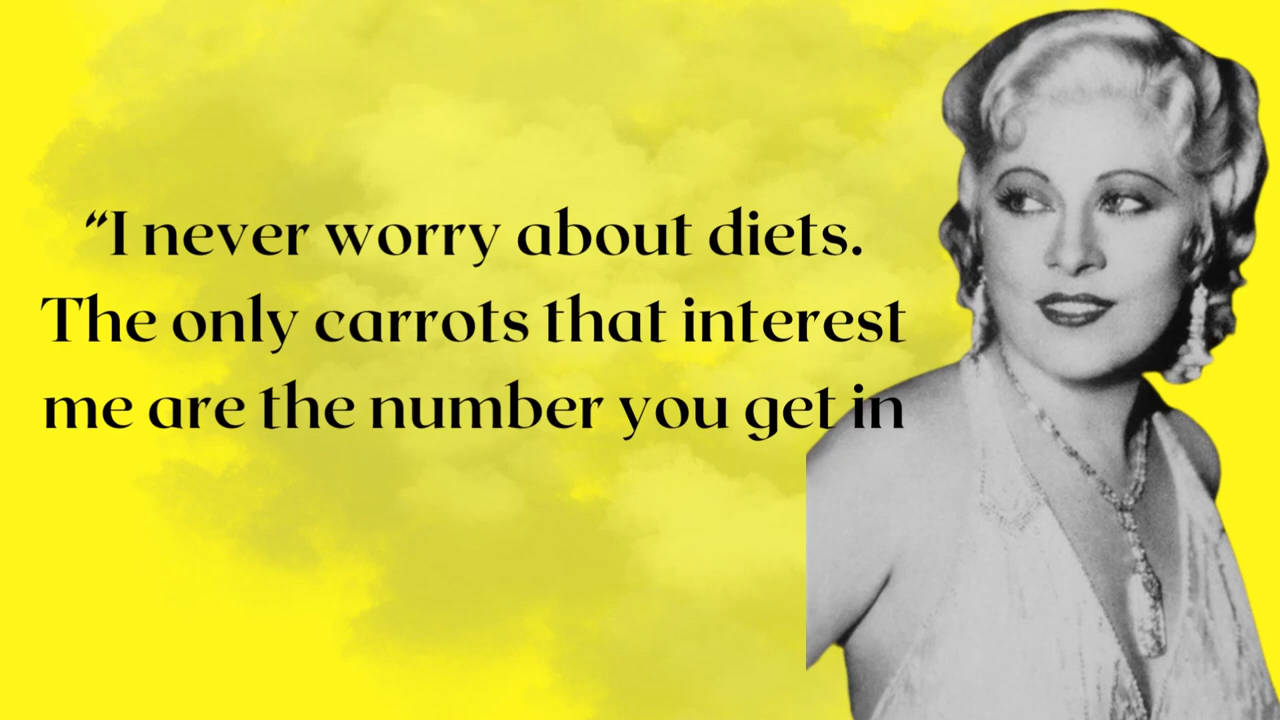 “I never worry about diets.
The only carrots that interest
me are the number you get in